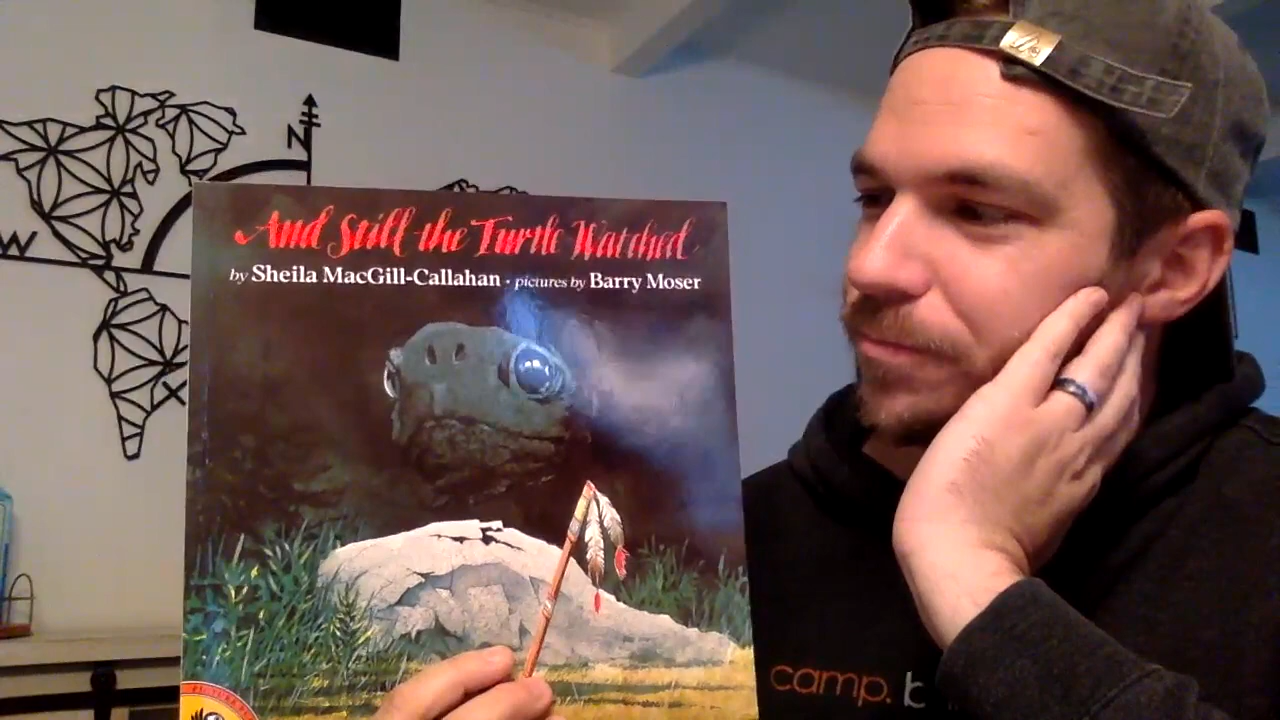 N
W
And Still the Turtle Watched
by Sheila MacGill-Callahan · pictures by Barry Moser
camp.